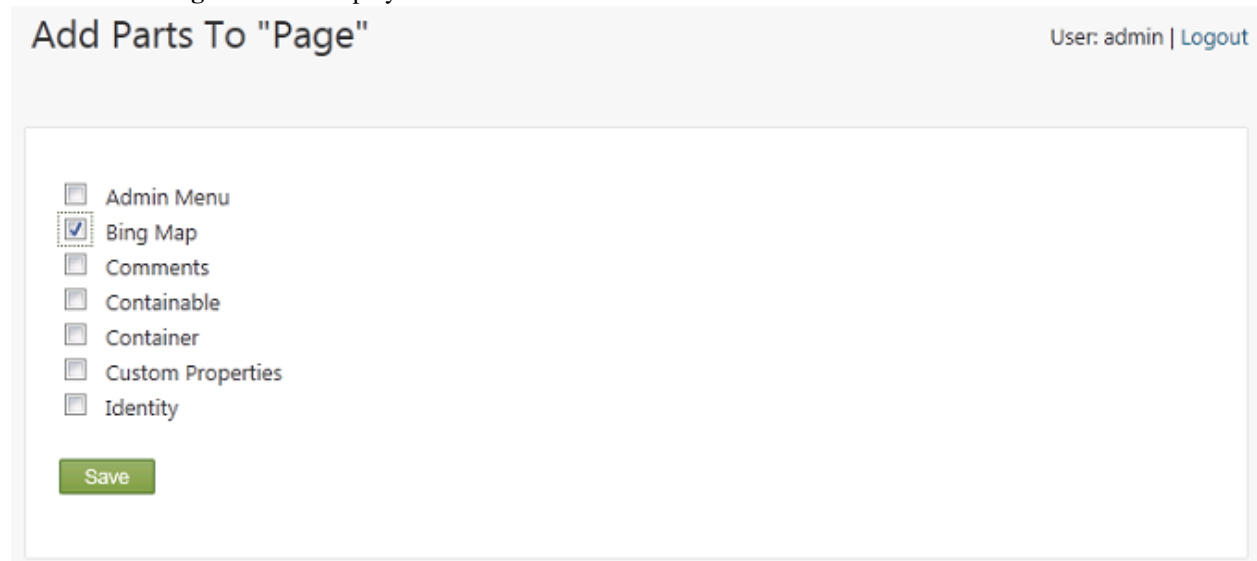 Add Parts To "Page"
User: admin | Logout
Admin Menu
Bing Map
Comments
Containable
Container
Custom Properties
Identity
Save